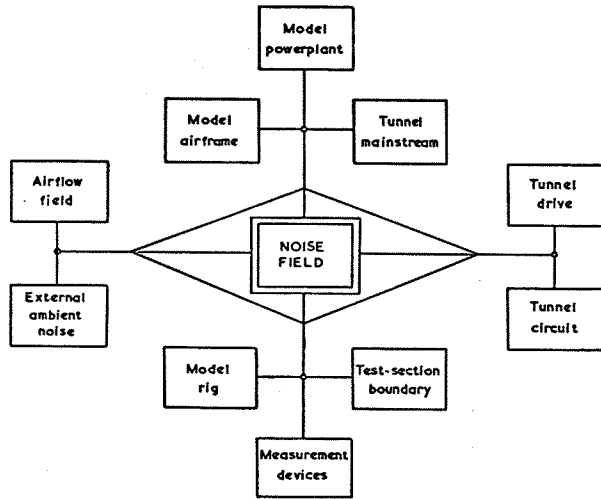 Model
powerplant
Model
airframe
Tunnel
mainstream
Airflow
field
Tunnel
drive
NOISE
FIELD
External
ambient
noise
Tunnel
circuit
Model
rig
Test-section
boundary
Measurement
devices